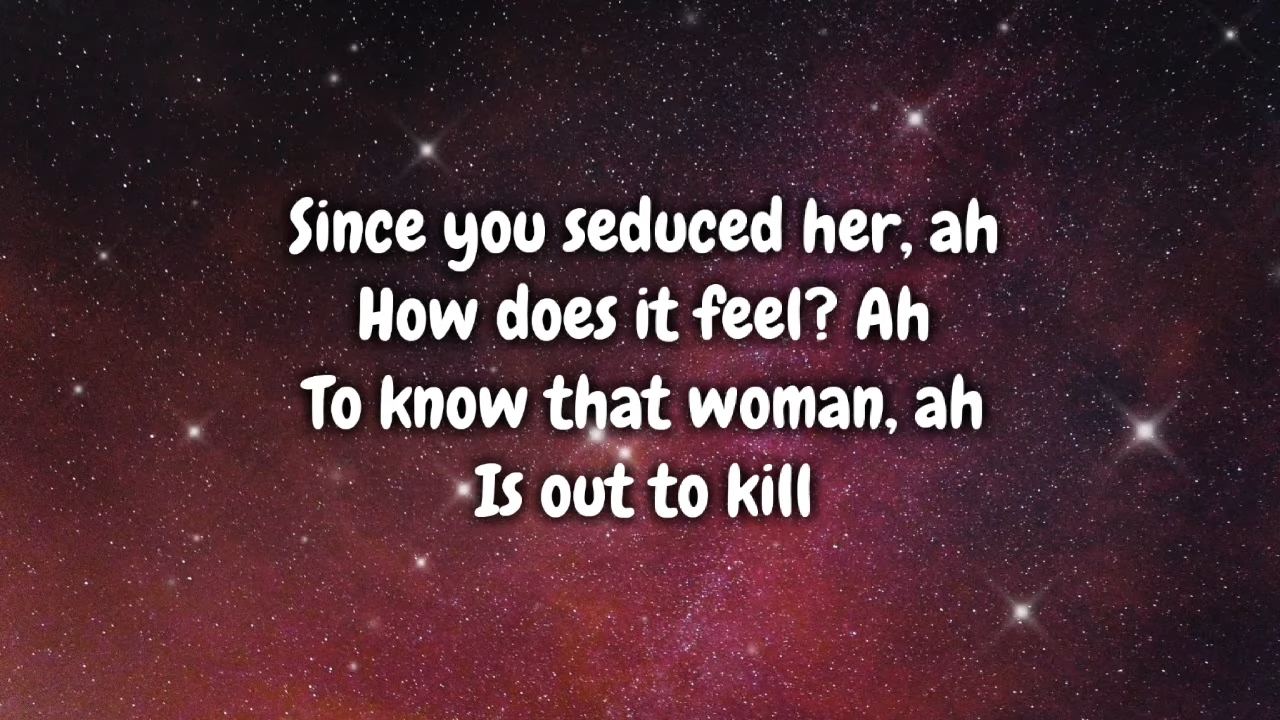 Since you seduced her, ah
How does it feel? Ah
To know that woman, ah
Is out to kill